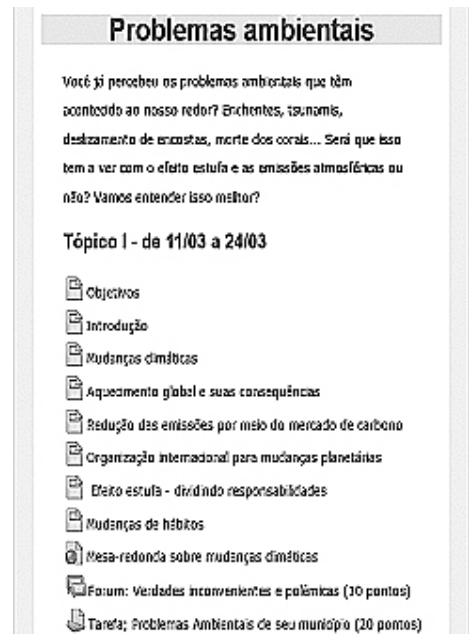 Problemas ambientais
Você já percebeu os problemas ambientais que têm
acontecido ao nosso redor? Enchentes, tsunamis,
deslizamento de encostas, morte dos corais... Será que isso
tem a ver com o efeito estufa e as emissões atmosféricas ou
não? Vamos entender isso melhor?
Tópico I - de 11/03 a 24/03
Objetivos
Introdução
Mudanças climáticas
Aquecimento global e suas consequências
Redução das emissões por meio do mercado de carbono
Organização internacional para mudanças planetárias
Efeito estufa - dividindo responsabilidades
Mudanças de hábitos
Mesa-redonda sobre mudanças climáticas
Forum: Verdades inconvenientes e polêmicas (10 pontos)
Tarefa: Problemas Ambientais de seu município (20 pontos)